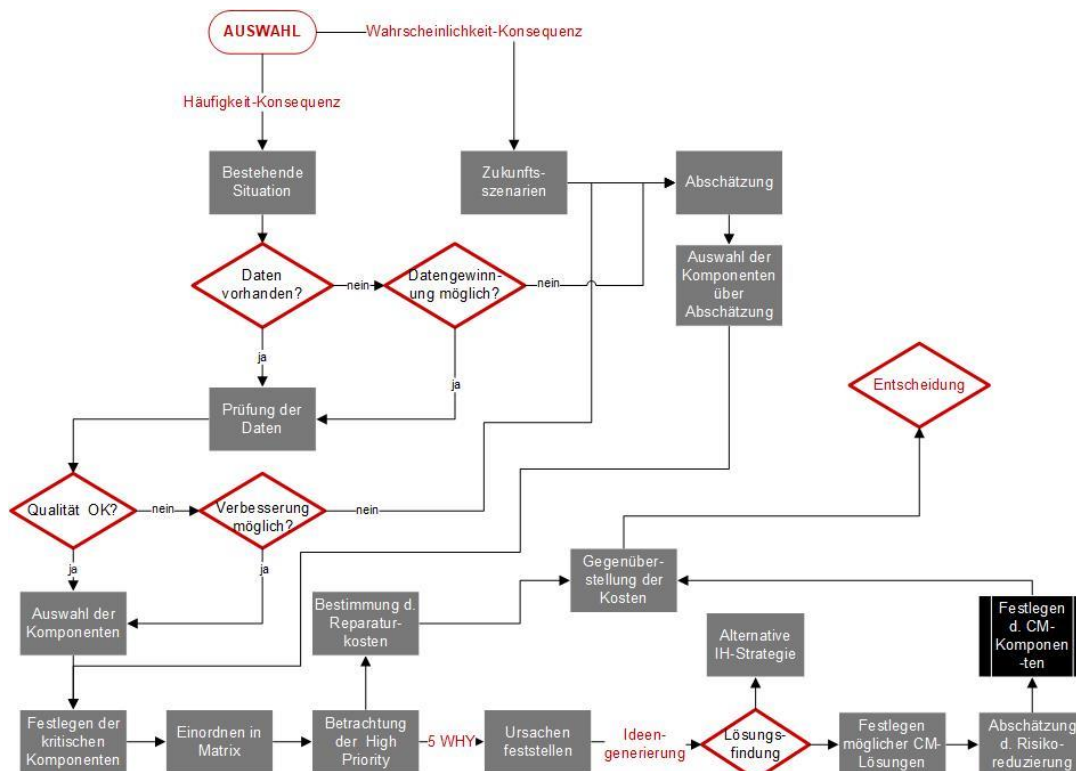 AUSWAHL
Wahrscheinlichkeit-Konsequenz
Häufigkeit-Konsequenz
Bestehende
Situation
Zukunfts-
szenarien
Abschätzung
Daten
vorhanden?
nein
Datengewinn-
ung möglich?
nein
Auswahl der
Komponenten
über
Abschätzung
ja
ja
Prüfung der
Daten
Entscheidung
Qualität OK?
nein
Verbesserung
möglich?
nein
ja
ja
Auswahl der
Komponenten
Bestimmung d.
Reparatur-
kosten
Gegenüber-
stellung der
Kosten
Alternative
IH-Strategie
Festlegen
d. CM-
Komponen
-ten
Festlegen der
kritischen
Komponenten
Einordnen in
Matrix
Betrachtung
der High
Priority
5 WHY
Ursachen
feststellen
Ideen-
generierung
Lösungs-
findung
Festlegen
möglicher CM-
Lösungen
Abschätzung
d. Risiko-
reduzierung